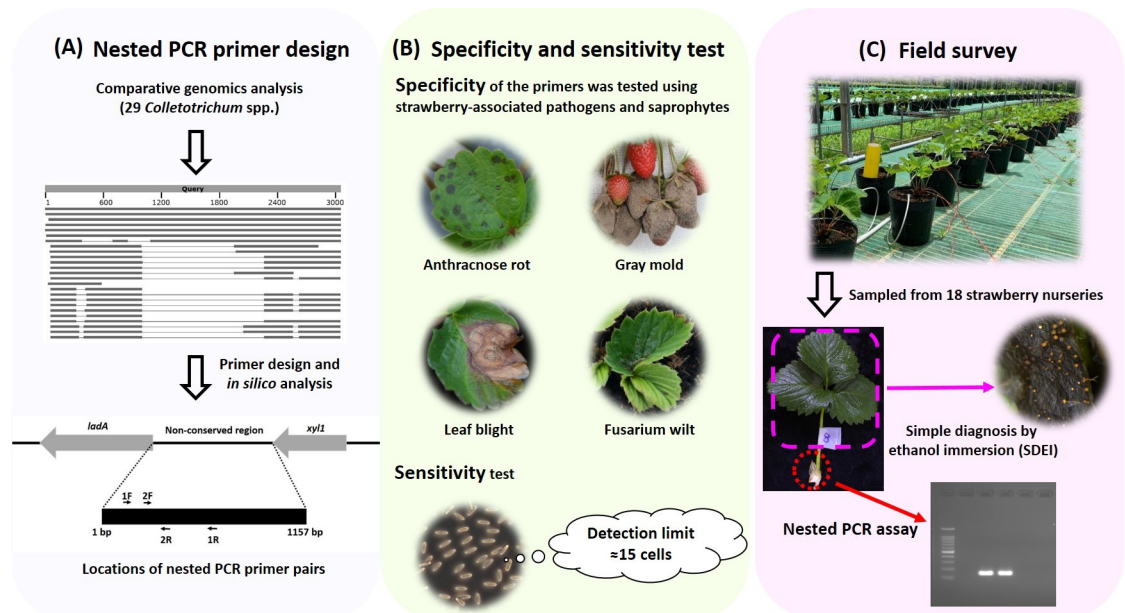 (A) Nested PCR primer design
Comparative genomics analysis
(29 Colletotrichum spp.)
Query
1 600 1200 1800 2400 3000
Primer design and
in silico analysis
ladA Non-conserved region xyl1
1F 2F
1 bp 2R 1R 1157 bp
Locations of nested PCR primer pairs
(B) Specificity and sensitivity test
Specificity of the primers was tested using
strawberry-associated pathogens and saprophytes
Anthracnose rot Gray mold
Leaf blight Fusarium wilt
Sensitivity test
Detection limit
≈15 cells
(C) Field survey
Sampled from 18 strawberry nurseries
8
Simple diagnosis by
ethanol immersion (SDEI)
Nested PCR assay